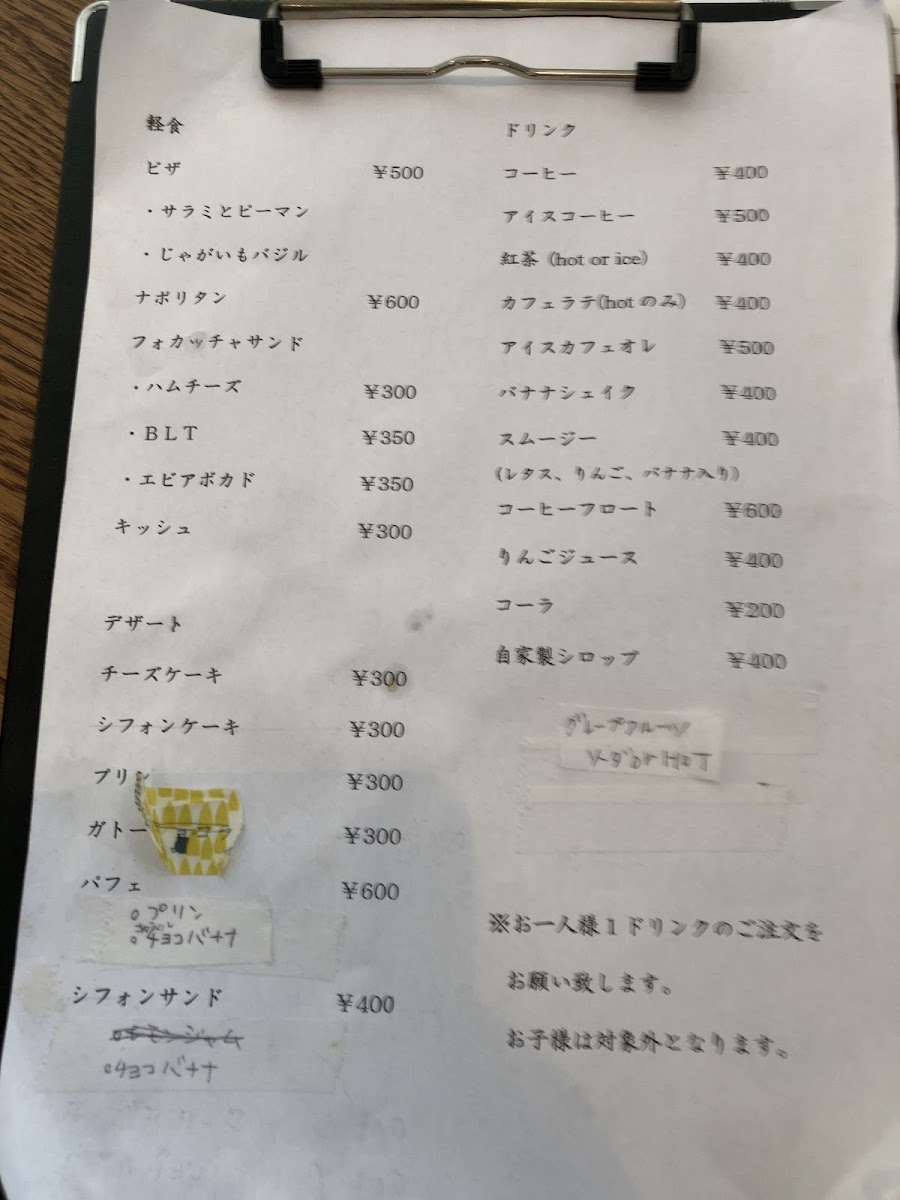 軽食
ピザ ¥500
・サラミとピーマン
・じゃがいもバジル
ナポリタン ¥600
フォカッチャサンド
・ハムチーズ ¥300
・ＢＬＴ ¥350
・エビアボカド ¥350
キッシュ ¥300
デザート
チーズケーキ ¥300
シフォンケーキ ¥300
プリン ¥300
ガトー ¥300
パフェ ¥600
○プリン
○チョコバナナ
シフォンサンド ¥400
○チョコバナナ
ドリンク
コーヒー ¥400
アイスコーヒー ¥500
紅茶（hot or ice） ¥400
カフェラテ(hot のみ) ¥400
アイスカフェオレ ¥500
バナナシェイク ¥400
スムージー ¥400
(レタス、りんご、バナナ入り)
コーヒーフロート ¥600
りんごジュース ¥400
コーラ ¥200
自家製シロップ ¥400
グレープフルーツ
ソーダorHOT
※お一人様１ドリンクのご注文を
お願い致します。
お子様は対象外となります。